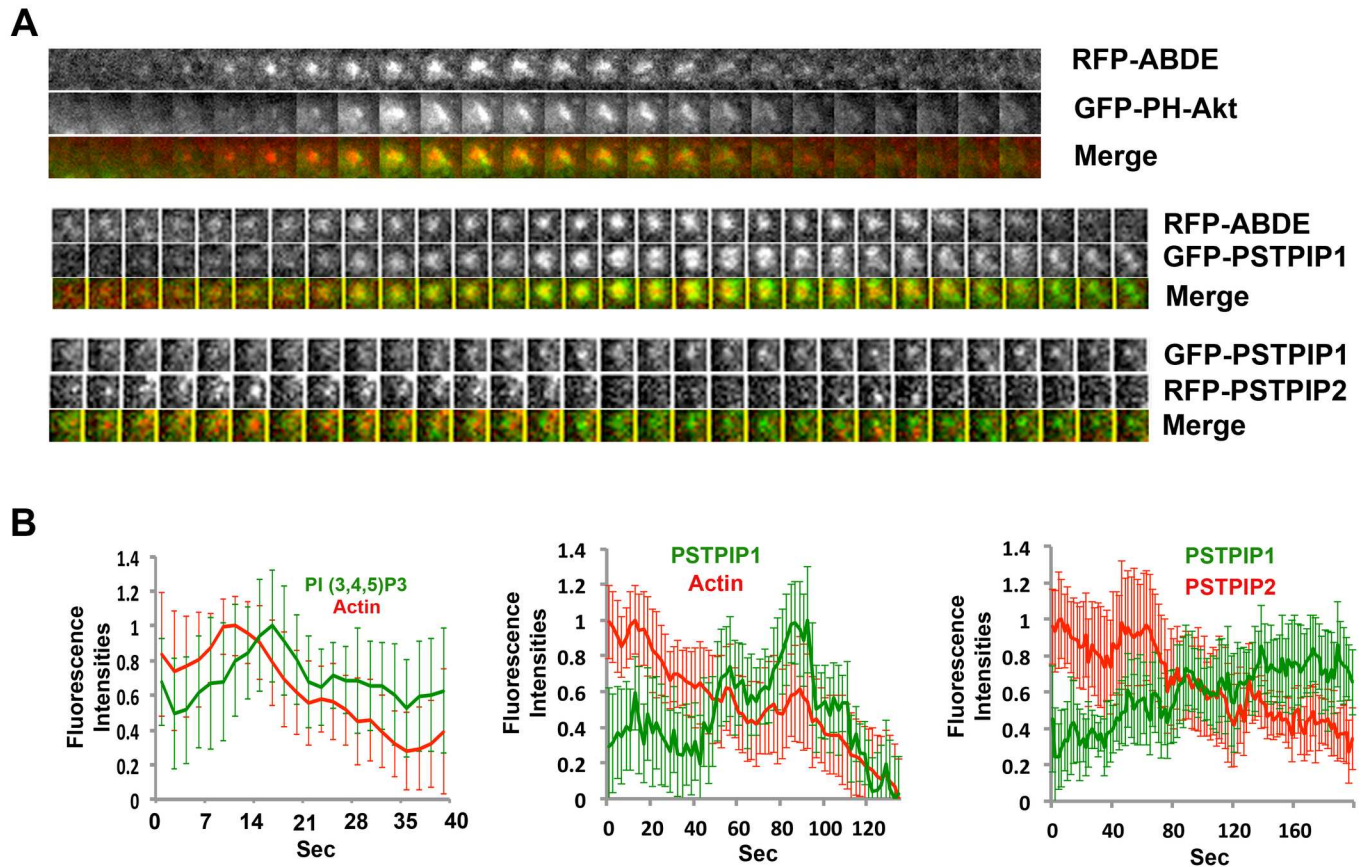 A
RFP-ABDE
GFP-PH-Akt
Merge
RFP-ABDE
GFP-PSTPIP1
Merge
GFP-PSTPIP1
RFP-PSTPIP2
Merge
B
Fluorescence
Intensities
1.4
1.2
1
0.8
0.6
0.4
0.2
0
PI (3,4,5)P3
Actin
0 7 14 21 28 35 40
Sec
Fluorescence
Intensities
1.4
1.2
1
0.8
0.6
0.4
0.2
0
PSTPIP1
Actin
0 20 40 60 80 100 120
Sec
Fluorescence
Intensities
1.4
1.2
1
0.8
0.6
0.4
0.2
0
PSTPIP1
PSTPIP2
0 40 80 120 160
Sec